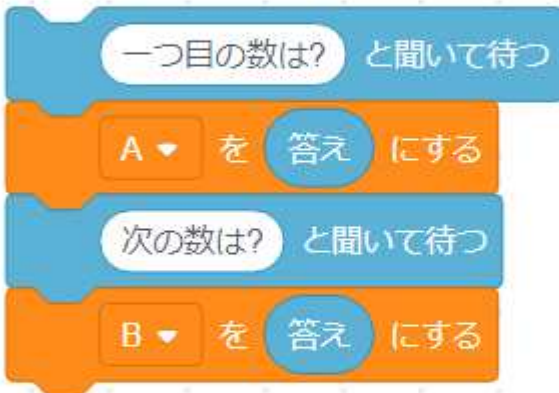 一つ目の数は? と聞いて待つ
A を 答え にする
次の数は? と聞いて待つ
B を 答え にする